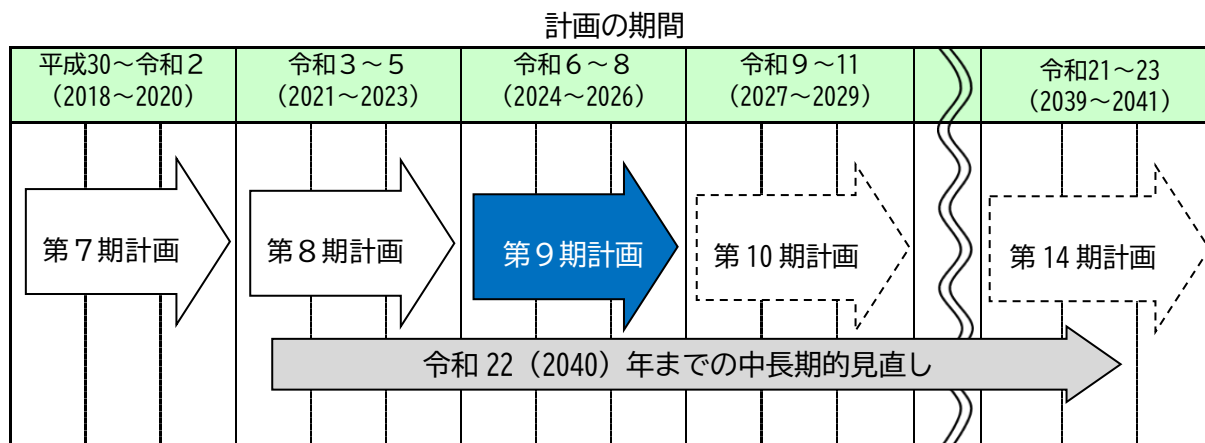 計画の期間
平成30～令和２
（2018～2020）
令和３～５
（2021～2023）
令和６～８
（2024～2026）
令和９～11
（2027～2029）
令和21～23
（2039～2041）
第７期計画
第８期計画
第９期計画
第 10 期計画
第 14 期計画
令和 22（2040）年までの中長期的見直し